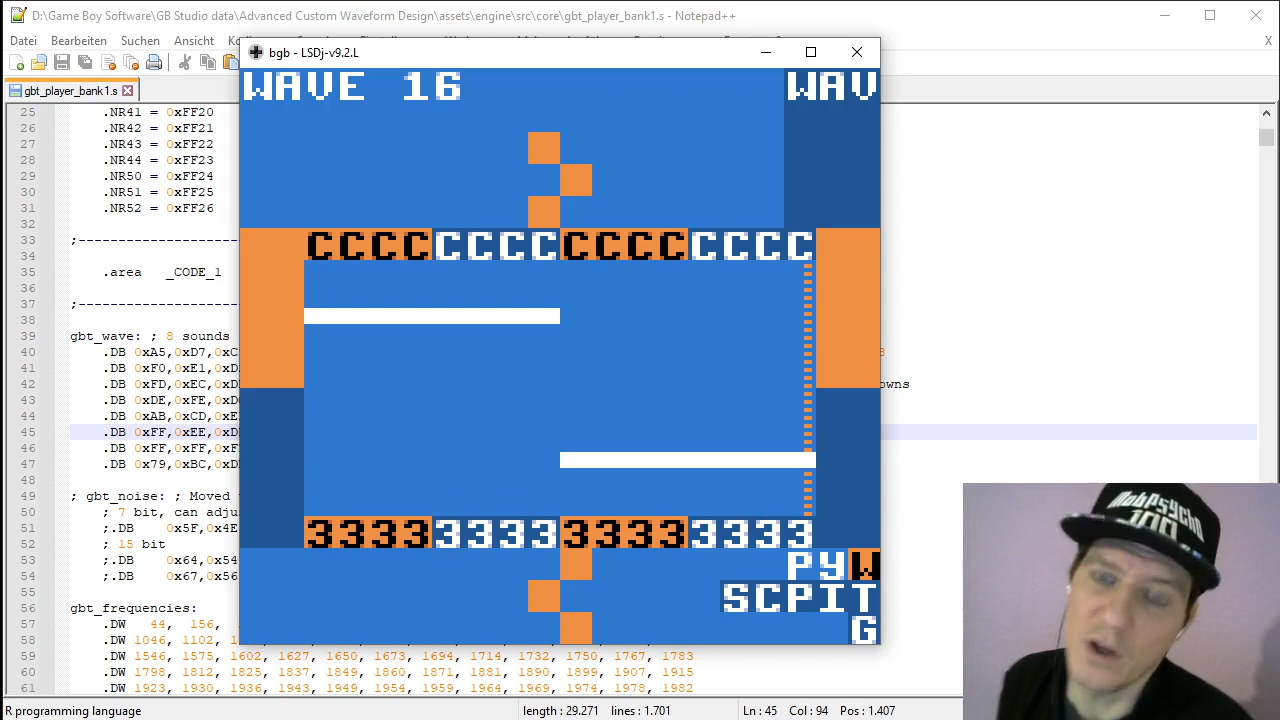 D:\Game Boy Software\GB Studio data\Advanced Custom Waveform Design\assets\engine\src\core\gbt_player_bank1.s - Notepad++
Datei Bearbeiten Suchen Ansicht
X
gbt_player_bank1.s
bgb - LSDj-v9.2.L
WAVE 16 WAV
CCCCCCCCCCCCCCCC
3333333333333333
PYW
SCPIT
G
25 .NR41 = 0xFF20
26 .NR42 = 0xFF21
27 .NR43 = 0xFF22
28 .NR44 = 0xFF23
29 .NR50 = 0xFF24
30 .NR51 = 0xFF25
31 .NR52 = 0xFF26
32
33 ;--------------------
34
35 .area _CODE_1
36
37 ;--------------------
38
39 gbt_wave: ; 8 sounds
40 .DB 0xA5,0xD7,0xC
41 .DB 0xF0,0xE1,0xD
42 .DB 0xFD,0xEC,0xD
43 .DB 0xDE,0xFE,0xD
44 .DB 0xAB,0xCD,0xE
45 .DB 0xFF,0xEE,0xD
46 .DB 0xFF,0xFF,0xF
47 .DB 0x79,0xBC,0xD
48
49 ; gbt_noise: ; Moved
50 ; 7 bit, can adju
51 ; .DB 0x5F,0x4E
52 ; 15 bit
53 ;.DB 0x64,0x54
54 ;.DB 0x67,0x56
55
56 gbt_frequencies:
57 .DW 44, 156,
58 .DW 1046, 1102,
59 .DW 1546, 1575, 1602, 1627, 1650, 1673, 1694, 1714, 1732, 1750, 1767, 1783
60 .DW 1798, 1812, 1825, 1837, 1849, 1860, 1871, 1881, 1890, 1899, 1907, 1915
61 .DW 1923, 1930, 1936, 1943, 1949, 1954, 1959, 1964, 1969, 1974, 1978, 1982
R programming language length : 29.271 lines : 1.701 Ln : 45 Col : 94 Pos : 1.407
MobPsycho
100